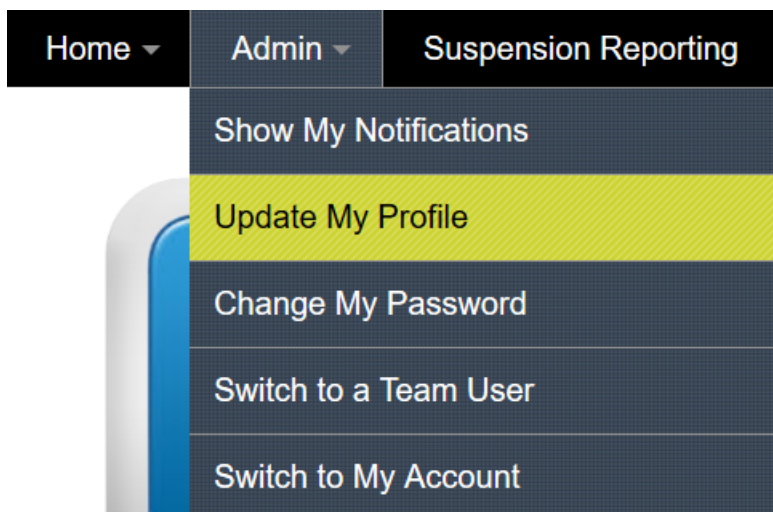 Home Admin Suspension Reporting
Show My Notifications
Update My Profile
Change My Password
Switch to a Team User
Switch to My Account